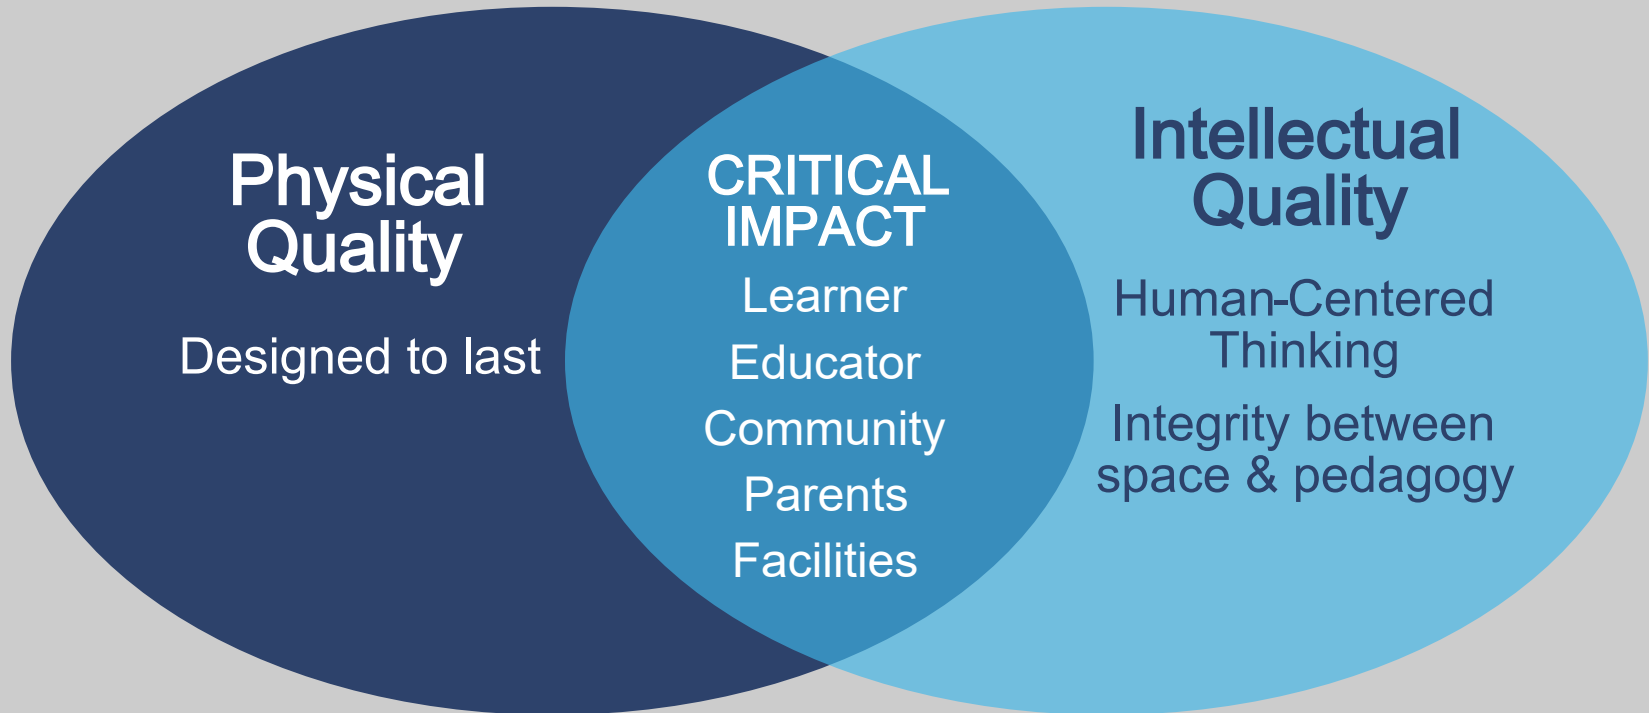 Physical
Quality
Designed to last
CRITICAL
IMPACT
Learner
Educator
Community
Parents
Facilities
Intellectual
Quality
Human-Centered
Thinking
Integrity between
space & pedagogy